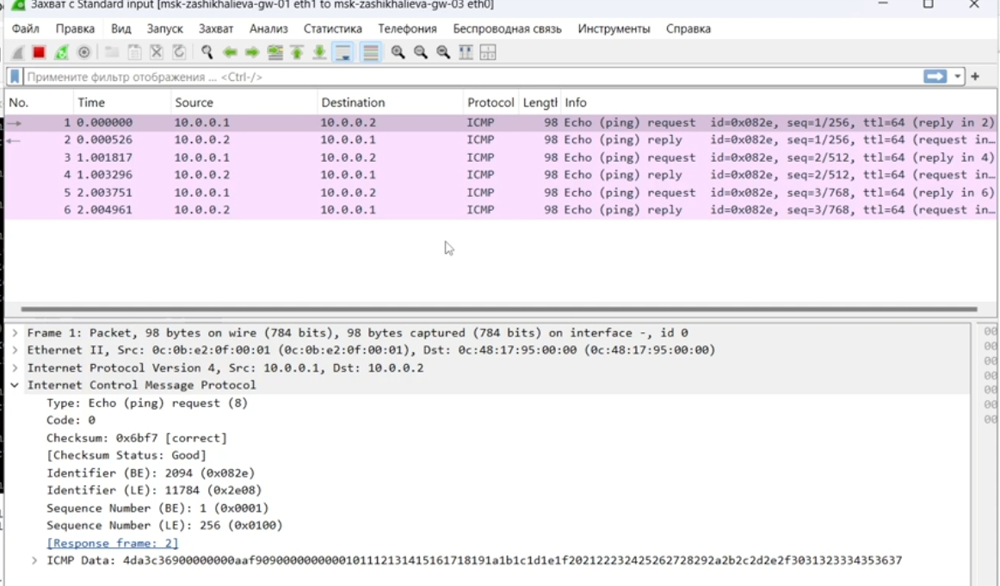 Захват с Standard input [msk-zashikhalieva-gw-01 eth1 to msk-zashikhalieva-gw-03 eth0]
Файл Правка Вид Запуск Захват Анализ Статистика Телефония Беспроводная связь Инструменты Справка
Примените фильтр отображения ... <Ctrl-/>
No. Time Source Destination Protocol Lengtl Info
1 0.000000 10.0.0.1 10.0.0.2 ICMP 98 Echo (ping) request id=0x082e, seq=1/256, ttl=64 (reply in 2)
2 0.000526 10.0.0.2 10.0.0.1 ICMP 98 Echo (ping) reply id=0x082e, seq=1/256, ttl=64 (request in…
3 1.001817 10.0.0.1 10.0.0.2 ICMP 98 Echo (ping) request id=0x082e, seq=2/512, ttl=64 (reply in 4)
4 1.003296 10.0.0.2 10.0.0.1 ICMP 98 Echo (ping) reply id=0x082e, seq=2/512, ttl=64 (request in…
5 2.003751 10.0.0.1 10.0.0.2 ICMP 98 Echo (ping) request id=0x082e, seq=3/768, ttl=64 (reply in 6)
6 2.004961 10.0.0.2 10.0.0.1 ICMP 98 Echo (ping) reply id=0x082e, seq=3/768, ttl=64 (request in…
Frame 1: Packet, 98 bytes on wire (784 bits), 98 bytes captured (784 bits) on interface -, id 0
Ethernet II, Src: 0c:0b:e2:0f:00:01 (0c:0b:e2:0f:00:01), Dst: 0c:48:17:95:00:00 (0c:48:17:95:00:00)
Internet Protocol Version 4, Src: 10.0.0.1, Dst: 10.0.0.2
Internet Control Message Protocol
Type: Echo (ping) request (8)
Code: 0
Checksum: 0x6bf7 [correct]
[Checksum Status: Good]
Identifier (BE): 2094 (0x082e)
Identifier (LE): 11784 (0x2e08)
Sequence Number (BE): 1 (0x0001)
Sequence Number (LE): 256 (0x0100)
[Response frame: 2]
ICMP Data: 4da3c36900000000aaf9090000000000101112131415161718191a1b1c1d1e1f202122232425262728292a2b2c2d2e2f3031323334353637
00
00
00
00
00
00
00